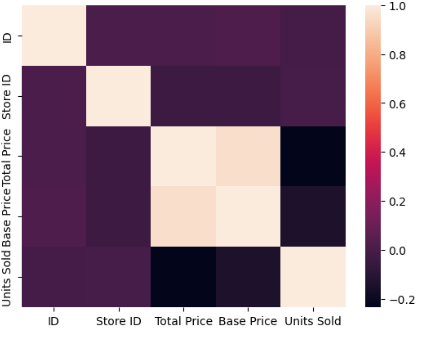 ID
Store ID
Total Price
Base Price
Units Sold
ID
Store ID
Total Price
Base Price
Units Sold
1.0
0.8
0.6
0.4
0.2
0.0
−0.2